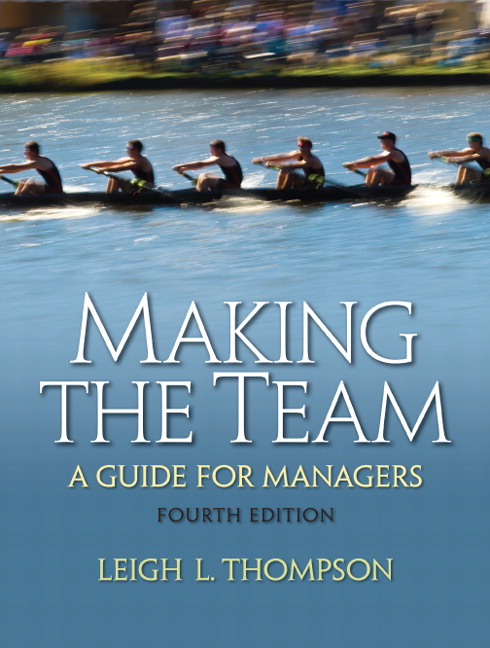 MAKING
THE TEAM
A GUIDE FOR MANAGERS
FOURTH EDITION
LEIGH L. THOMPSON